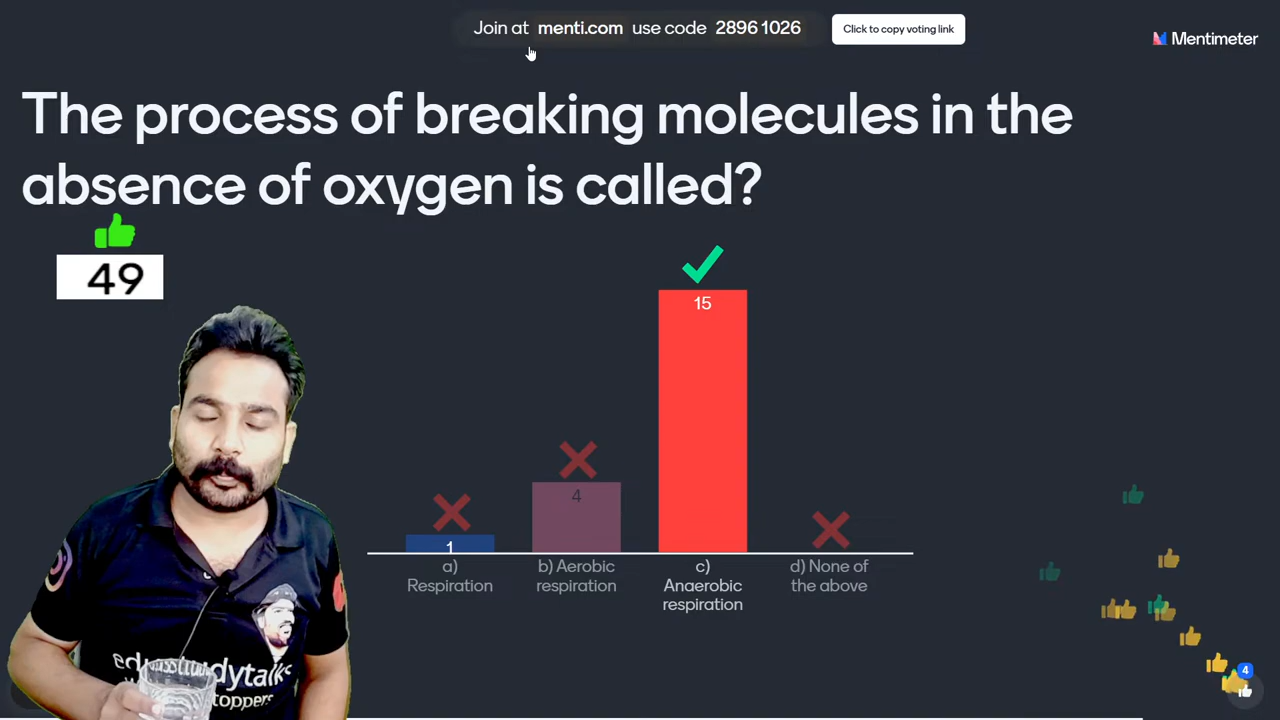 Join at menti.com use code 2896 1026
Click to copy voting link
Mentimeter
The process of breaking molecules in the
absence of oxygen is called?
49
15
4
1
a)
Respiration
b) Aerobic
respiration
c)
Anaerobic
respiration
d) None of
the above
4
toppers